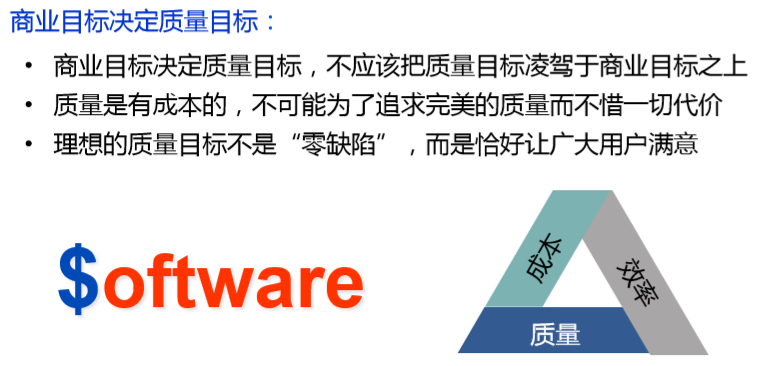 商业目标决定质量目标：
• 商业目标决定质量目标，不应该把质量目标凌驾于商业目标之上
• 质量是有成本的，不可能为了追求完美的质量而不惜一切代价
• 理想的质量目标不是“零缺陷”，而是恰好让广大用户满意
$oftware
成本
效率
质量